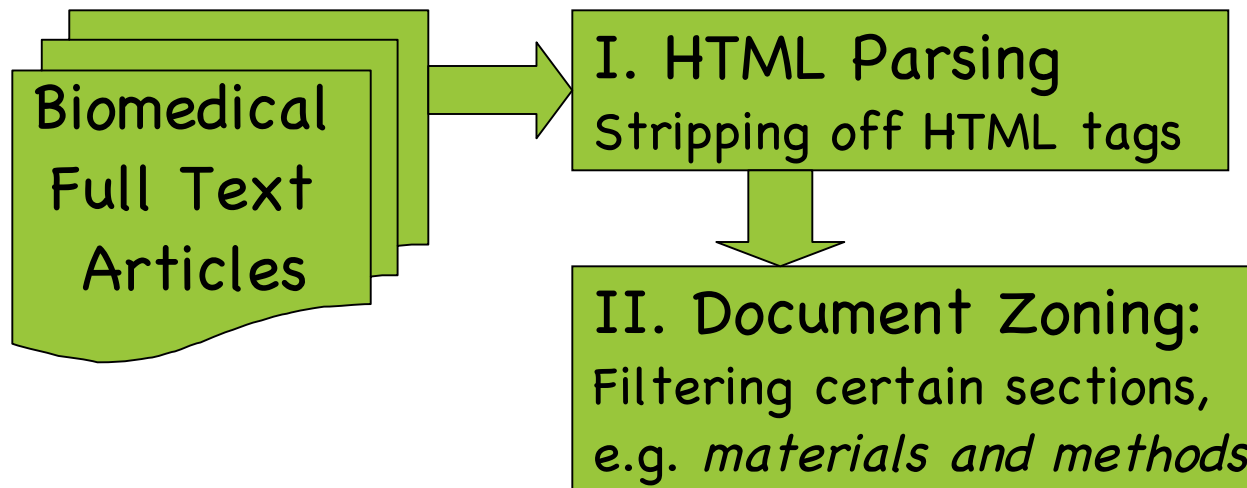 Biomedical
Full Text
Articles
I. HTML Parsing
Stripping off HTML tags
II. Document Zoning:
Filtering certain sections,
e.g. materials and methods